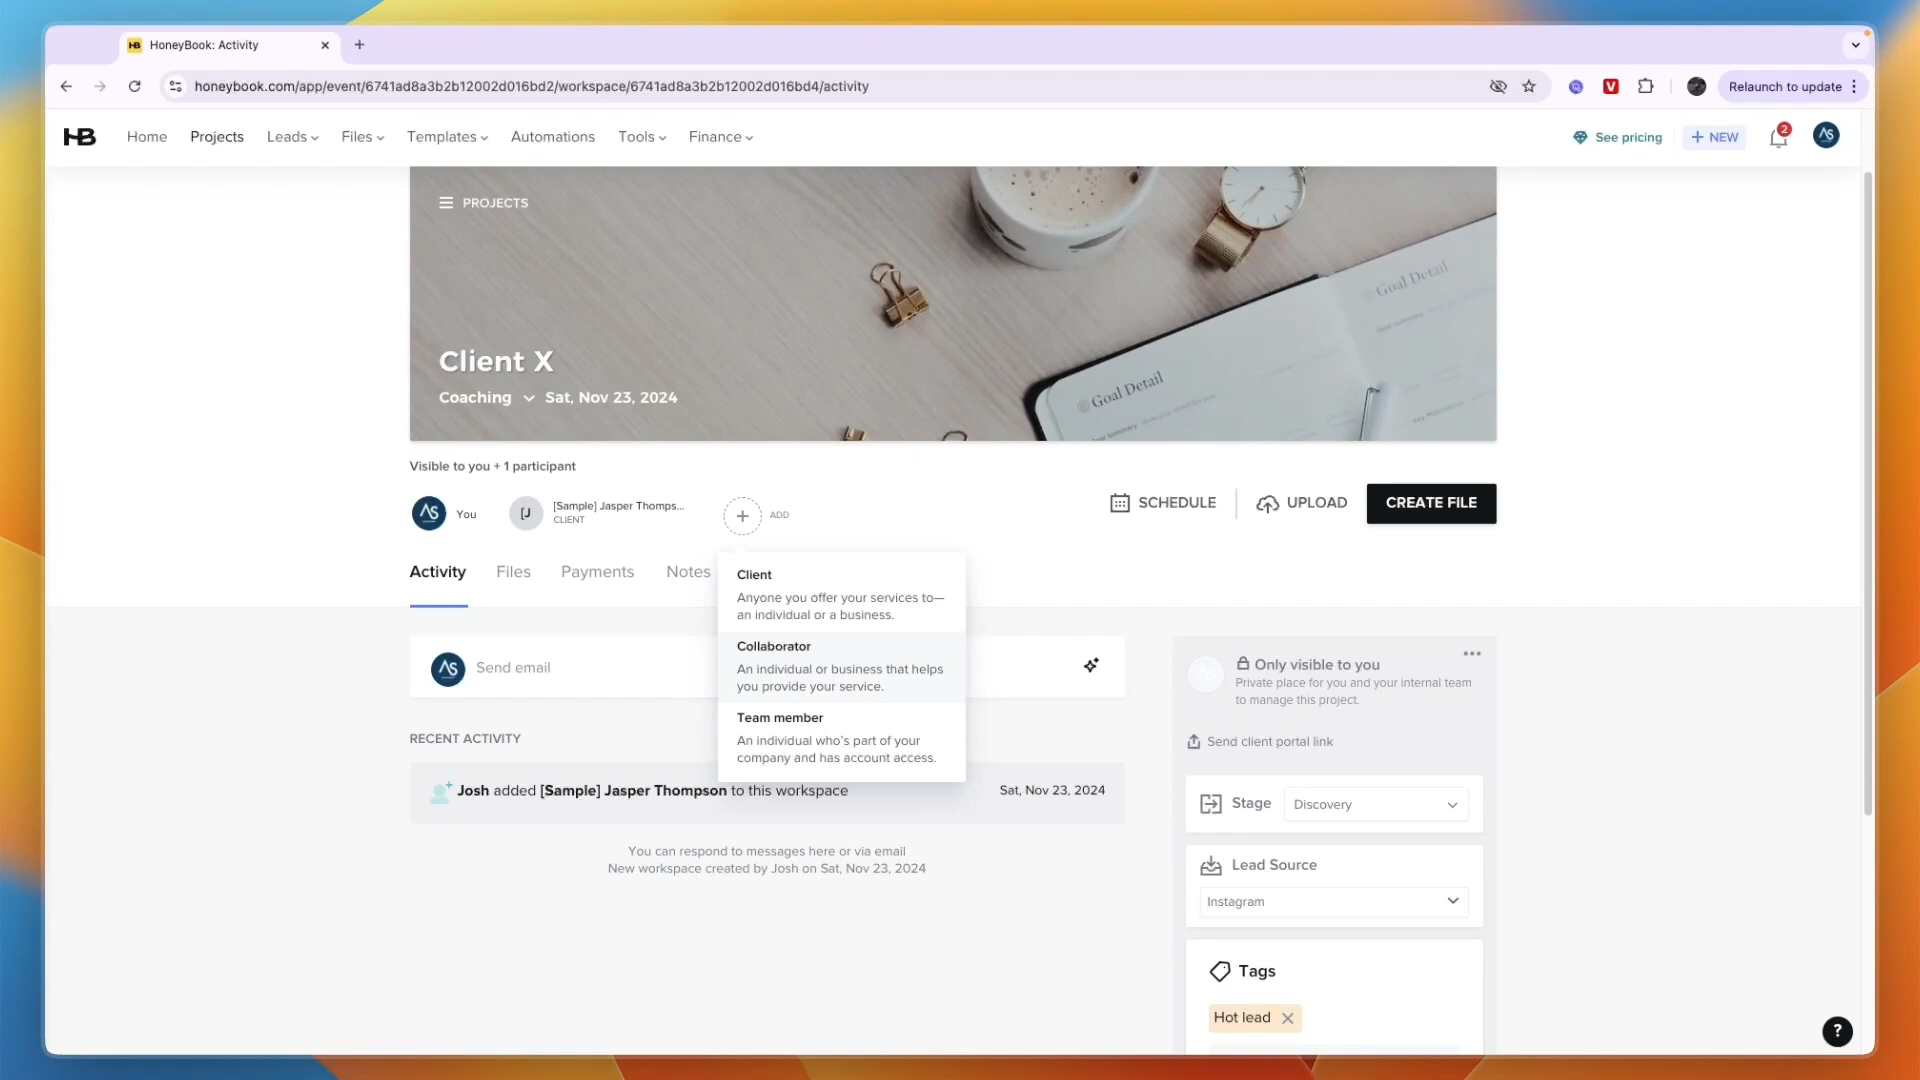 HoneyBook: Activity
honeybook.com/app/event/6741ad8a3b2b12002d016bd2/workspace/6741ad8a3b2b12002d016bd4/activity
Relaunch to update
HB
Home
Projects
Leads
Files
Templates
Automations
Tools
Finance
See pricing
+ NEW
2
PROJECTS
Goal Detail
Goal Detail
Client X
Coaching
Sat, Nov 23, 2024
Visible to you + 1 participant
AS
You
[J
[Sample] Jasper Thomps...
CLIENT
ADD
SCHEDULE
UPLOAD
CREATE FILE
Activity
Files
Payments
Notes
Client
Anyone you offer your services to—
an individual or a business.
Collaborator
An individual or business that helps
you provide your service.
Team member
An individual who's part of your
company and has account access.
Send email
RECENT ACTIVITY
Josh added [Sample] Jasper Thompson to this workspace
Sat, Nov 23, 2024
You can respond to messages here or via email
New workspace created by Josh on Sat, Nov 23, 2024
Only visible to you
Private place for you and your internal team
to manage this project.
Send client portal link
Stage
Discovery
Lead Source
Instagram
Tags
Hot lead
?